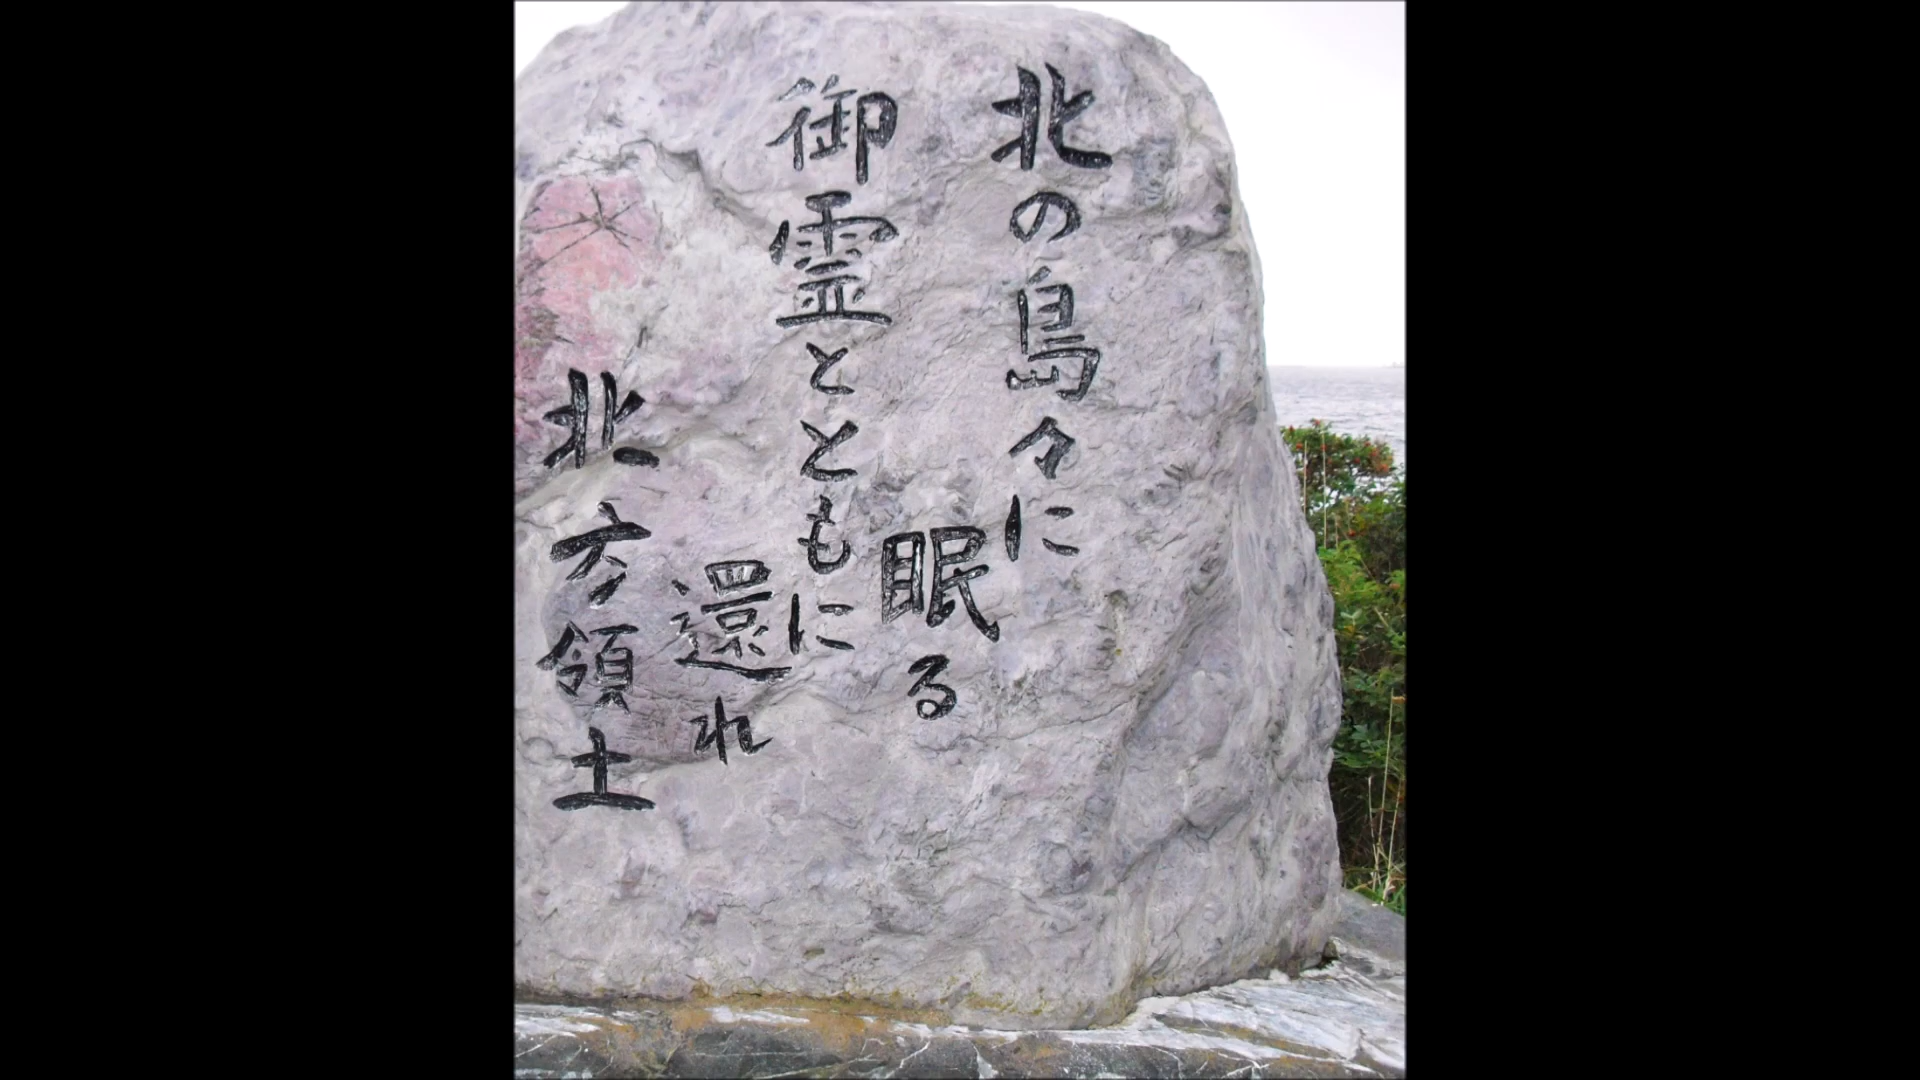 北の島々に
眠る
御霊とともに
還れ
北方領土